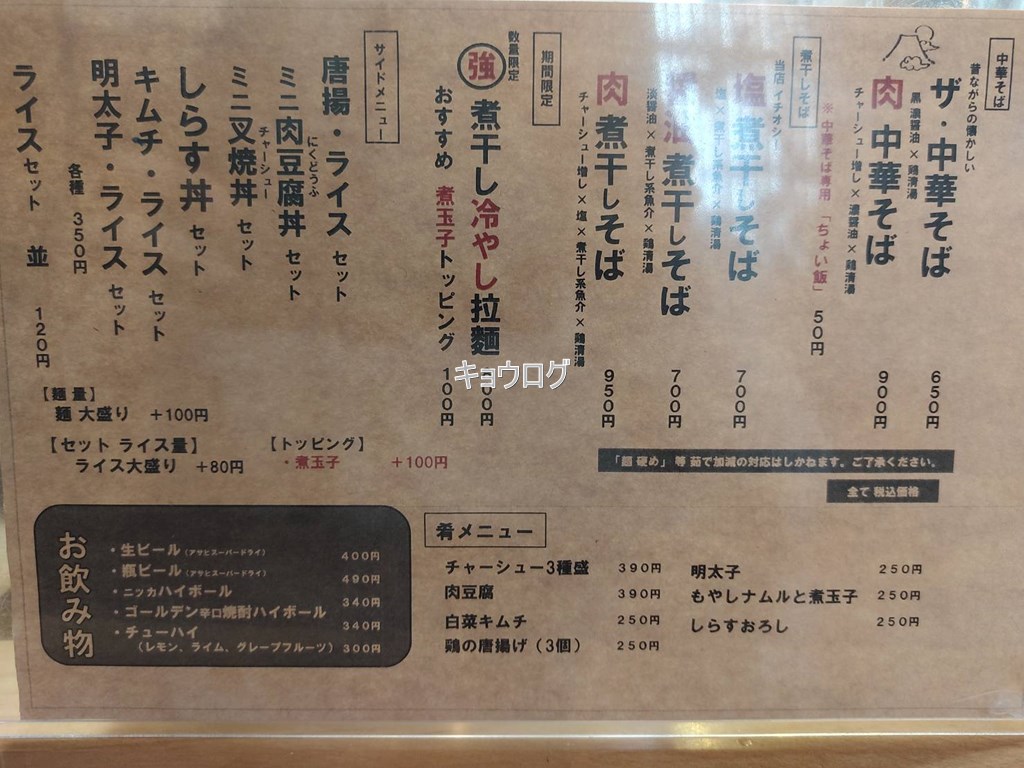 中華そば
昔ながらの懐かしい
ザ・中華そば 650円
黒 濃醤油 × 鶏清湯
肉 中華そば 900円
チャーシュー増し × 濃醤油 × 鶏清湯
※中華そば専用 「ちょい飯」 50円
煮干しそば
当店 イチオシ!
塩 煮干しそば 700円
塩 × 煮干し系魚介 × 鶏清湯
煮干しそば 700円
淡醤油 × 煮干し系魚介 × 鶏清湯
肉 煮干しそば 950円
チャーシュー増し × 塩 × 煮干し系魚介 × 鶏清湯
期間限定
数量限定
強 煮干し冷やし拉麺 00円
おすすめ 煮玉子トッピング 100円
サイドメニュー
唐揚・ライス セット
ミニ肉豆腐丼 セット
にくどうふ
ミニ叉焼丼 セット
チャーシュー
しらす丼 セット
キムチ・ライス セット
明太子・ライス セット
各種 350円
ライスセット 並 120円
【麺 量】
麺 大盛り +100円
【セット ライス量】
ライス大盛り +80円
【トッピング】
・煮玉子 +100円
「麺 硬め」 等 茹で加減の対応はしかねます。ご了承ください。
全て 税込価格
キョウログ
お飲み物
・生ビール(アサヒスーパードライ) 400円
・瓶ビール(アサヒスーパードライ) 490円
・ニッカハイボール 340円
・ゴールデン辛口焼酎ハイボール 340円
・チューハイ
(レモン、ライム、グレープフルーツ) 300円
肴メニュー
チャーシュー3種盛 390円
肉豆腐 390円
白菜キムチ 250円
鶏の唐揚げ(3個) 250円
明太子 250円
もやしナムルと煮玉子 250円
しらすおろし 250円